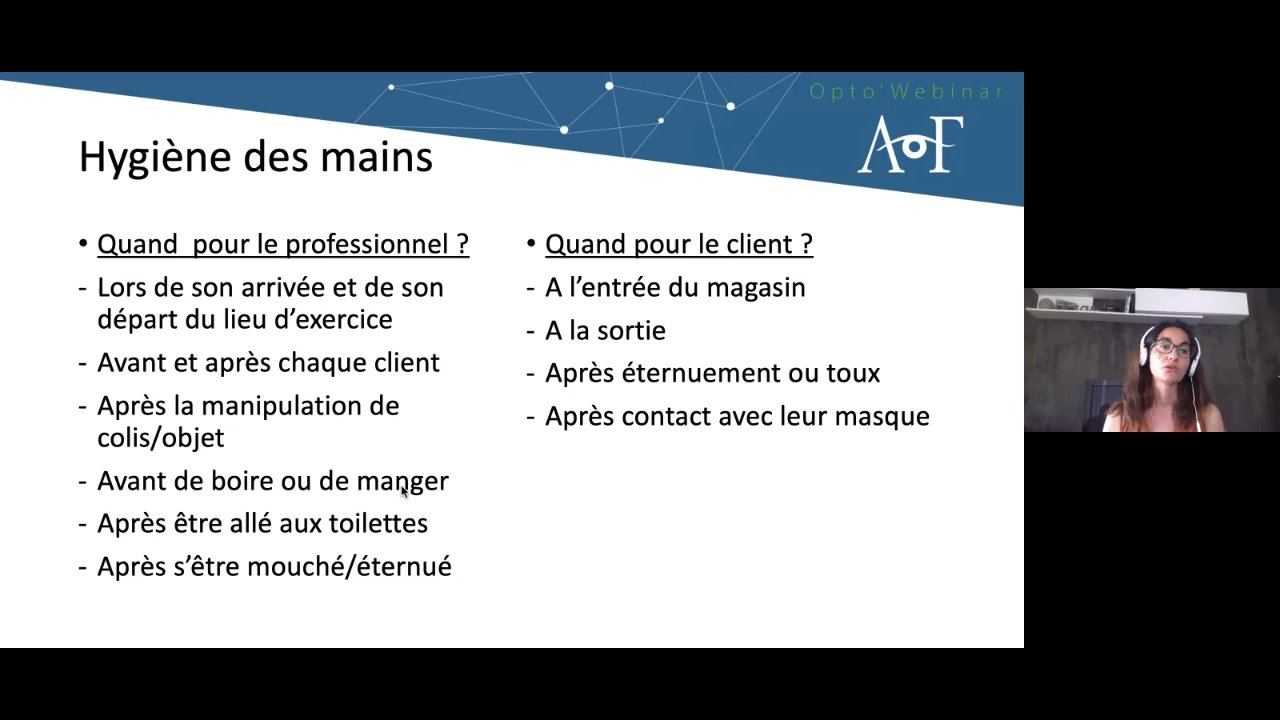 Opto'Webinar
AOF
Hygiène des mains
• Quand  pour le professionnel ?
- Lors de son arrivée et de son
départ du lieu d’exercice
- Avant et après chaque client
- Après la manipulation de
colis/objet
- Avant de boire ou de manger
- Après être allé aux toilettes
- Après s’être mouché/éternué
• Quand pour le client ?
- A l’entrée du magasin
- A la sortie
- Après éternuement ou toux
- Après contact avec leur masque